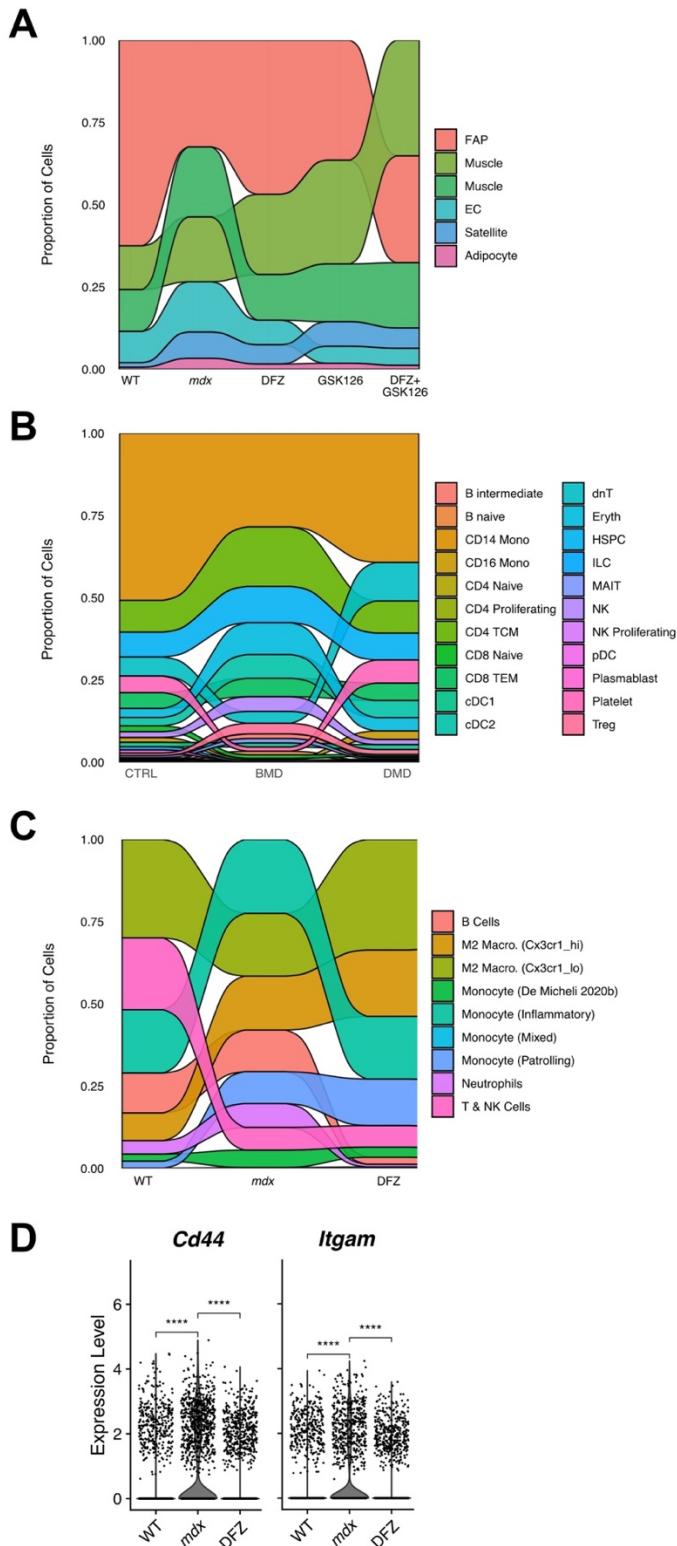 A
1.00
0.75
0.50
0.25
0.00
Proportion of Cells
WT
mdx
DFZ
GSK126
DFZ+
GSK126
FAP
Muscle
Muscle
EC
Satellite
Adipocyte
B
1.00
0.75
0.50
0.25
0.00
Proportion of Cells
CTRL
BMD
DMD
B intermediate
B naive
CD14 Mono
CD16 Mono
CD4 Naive
CD4 Proliferating
CD4 TCM
CD8 Naive
CD8 TEM
cDC1
cDC2
dnT
Eryth
HSPC
ILC
MAIT
NK
NK Proliferating
pDC
Plasmablast
Platelet
Treg
C
1.00
0.75
0.50
0.25
0.00
Proportion of Cells
WT
mdx
DFZ
B Cells
M2 Macro. (Cx3cr1_hi)
M2 Macro. (Cx3cr1_lo)
Monocyte (De Micheli 2020b)
Monocyte (Inflammatory)
Monocyte (Mixed)
Monocyte (Patrolling)
Neutrophils
T & NK Cells
D
Cd44
Itgam
Expression Level
6
4
2
0
****
****
****
****
WT
mdx
DFZ
WT
mdx
DFZ